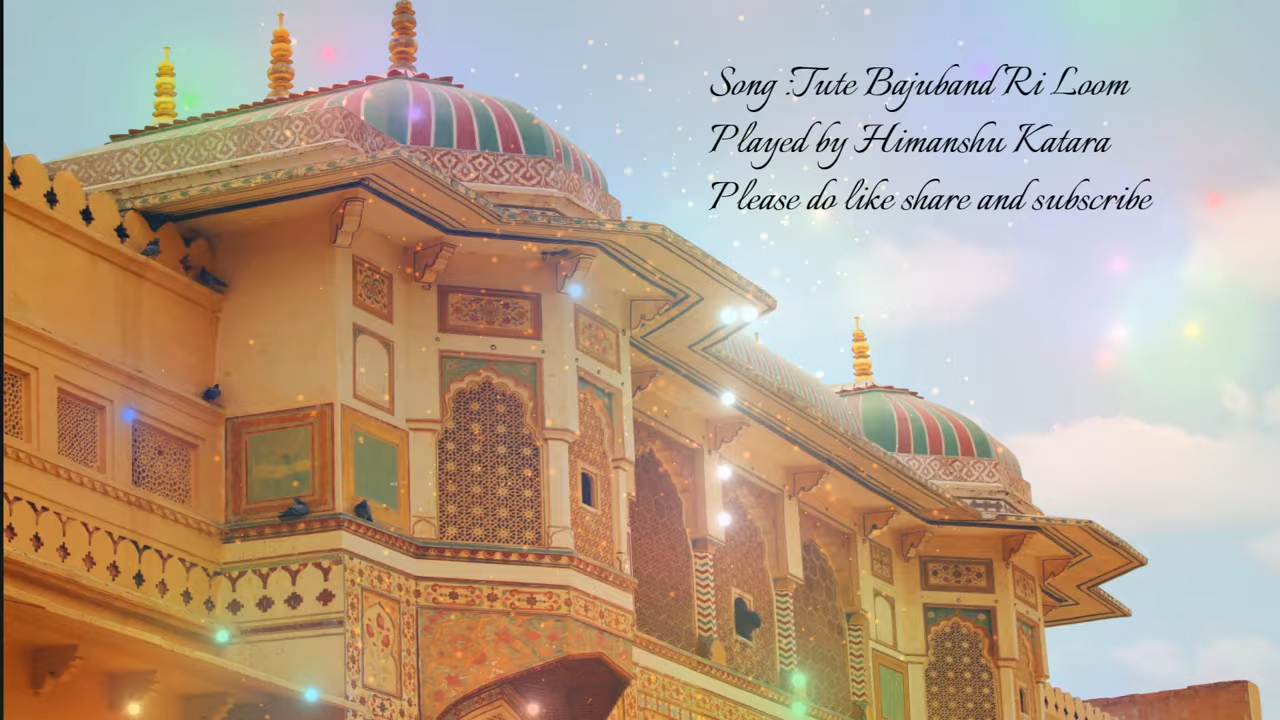 Song :Tute Bajuband Ri Loom
Played by Himanshu Katara
Please do like share and subscribe